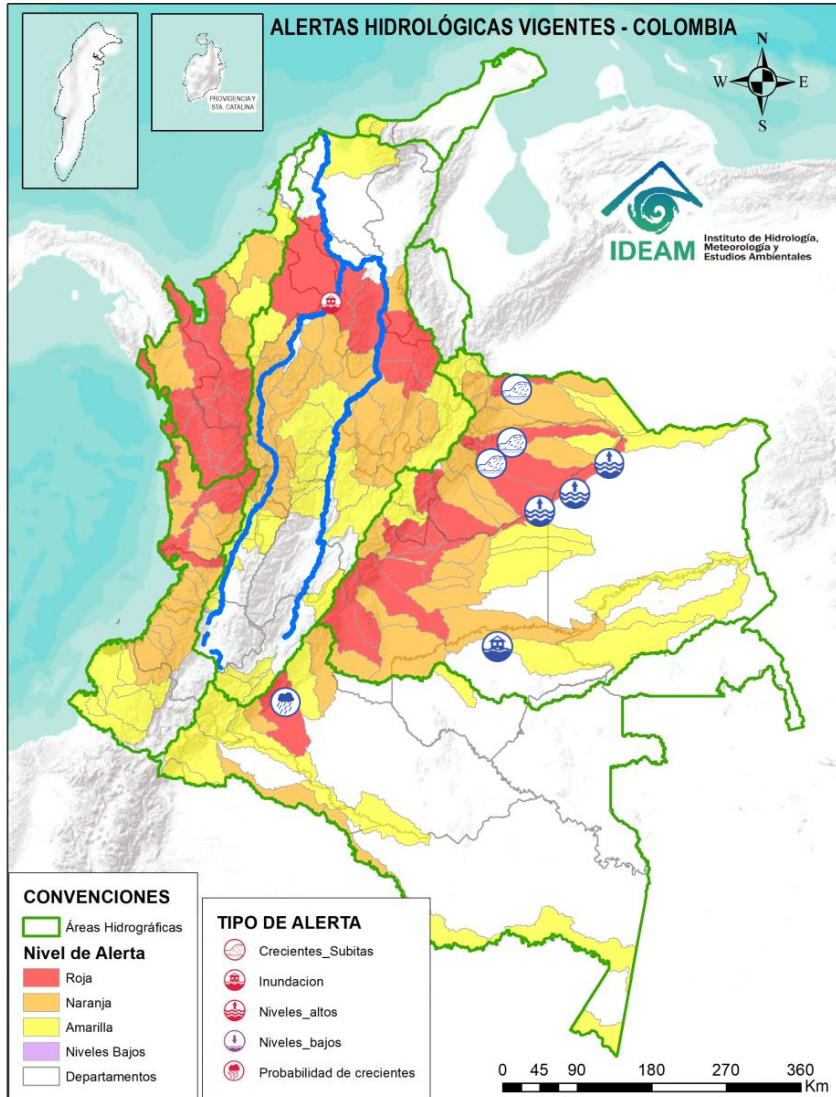 ALERTAS HIDROLÓGICAS VIGENTES - COLOMBIA
PROVIDENCIA Y
STA. CATALINA
N
W
E
S
IDEAM
Instituto de Hidrología,
Meteorología y
Estudios Ambientales
CONVENCIONES
Áreas Hidrográficas
Nivel de Alerta
Roja
Naranja
Amarilla
Niveles Bajos
Departamentos
TIPO DE ALERTA
Crecientes_Subitas
Inundacion
Niveles_altos
Niveles_bajos
Probabilidad de crecientes
0 45 90 180 270 360
Km